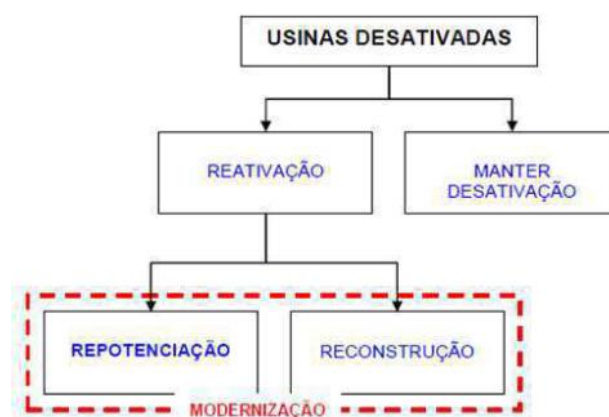 USINAS DESATIVADAS
REATIVAÇÃO
MANTER
DESATIVAÇÃO
REPOTENCIAÇÃO
RECONSTRUÇÃO
MODERNIZAÇÃO